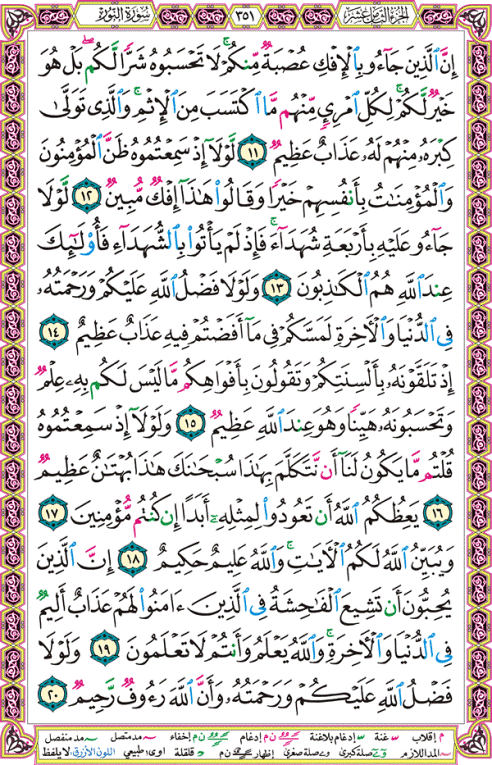 الجزء الثامن عشر ٣٥١ سورة النور
إِنَّ ٱلَّذِينَ جَآءُو بِٱلْإِفْكِ عُصْبَةٌ مِّنكُمْ ۚ لَا تَحْسَبُوهُ شَرًّا لَّكُم ۖ بَلْ هُوَ
خَيْرٌ لَّكُمْ ۚ لِكُلِّ ٱمْرِئٍ مِّنْهُم مَّا ٱكْتَسَبَ مِنَ ٱلْإِثْمِ ۚ وَٱلَّذِى تَوَلَّىٰ
كِبْرَهُۥ مِنْهُمْ لَهُۥ عَذَابٌ عَظِيمٌ ١١ لَّوْلَآ إِذْ سَمِعْتُمُوهُ ظَنَّ ٱلْمُؤْمِنُونَ
وَٱلْمُؤْمِنَٰتُ بِأَنفُسِهِمْ خَيْرًا وَقَالُوا۟ هَٰذَآ إِفْكٌ مُّبِينٌ ١٢ لَّوْلَا
جَآءُو عَلَيْهِ بِأَرْبَعَةِ شُهَدَآءَ ۚ فَإِذْ لَمْ يَأْتُوا۟ بِٱلشُّهَدَآءِ فَأُو۟لَٰٓئِكَ
عِندَ ٱللَّهِ هُمُ ٱلْكَٰذِبُونَ ١٣ وَلَوْلَا فَضْلُ ٱللَّهِ عَلَيْكُمْ وَرَحْمَتُهُۥ
فِى ٱلدُّنْيَا وَٱلْءَاخِرَةِ لَمَسَّكُمْ فِى مَآ أَفَضْتُمْ فِيهِ عَذَابٌ عَظِيمٌ ١٤
إِذْ تَلَقَّوْنَهُۥ بِأَلْسِنَتِكُمْ وَتَقُولُونَ بِأَفْوَاهِكُم مَّا لَيْسَ لَكُم بِهِۦ عِلْمٌ
وَتَحْسَبُونَهُۥ هَيِّنًا وَهُوَ عِندَ ٱللَّهِ عَظِيمٌ ١٥ وَلَوْلَآ إِذْ سَمِعْتُمُوهُ
قُلْتُم مَّا يَكُونُ لَنَآ أَن نَّتَكَلَّمَ بِهَٰذَا سُبْحَٰنَكَ هَٰذَا بُهْتَٰنٌ عَظِيمٌ
١٦ يَعِظُكُمُ ٱللَّهُ أَن تَعُودُوا۟ لِمِثْلِهِۦٓ أَبَدًا إِن كُنتُم مُّؤْمِنِينَ ١٧
وَيُبَيِّنُ ٱللَّهُ لَكُمُ ٱلْءَايَٰتِ ۚ وَٱللَّهُ عَلِيمٌ حَكِيمٌ ١٨ إِنَّ ٱلَّذِينَ
يُحِبُّونَ أَن تَشِيعَ ٱلْفَٰحِشَةُ فِى ٱلَّذِينَ ءَامَنُوا۟ لَهُمْ عَذَابٌ أَلِيمٌ
فِى ٱلدُّنْيَا وَٱلْءَاخِرَةِ ۚ وَٱللَّهُ يَعْلَمُ وَأَنتُمْ لَا تَعْلَمُونَ ١٩ وَلَوْلَا
فَضْلُ ٱللَّهِ عَلَيْكُمْ وَرَحْمَتُهُۥ وَأَنَّ ٱللَّهَ رَءُوفٌ رَّحِيمٌ ٢٠
م إقلاب غنة إدغام بلا غنة ن م إدغام ن م إخفاء مد متصل مد منفصل
المد اللازم صلة كبرى صلة صغرى إظهار ن م قلقلة اوى: طبيعي اللون الأزرق: لا يلفظ